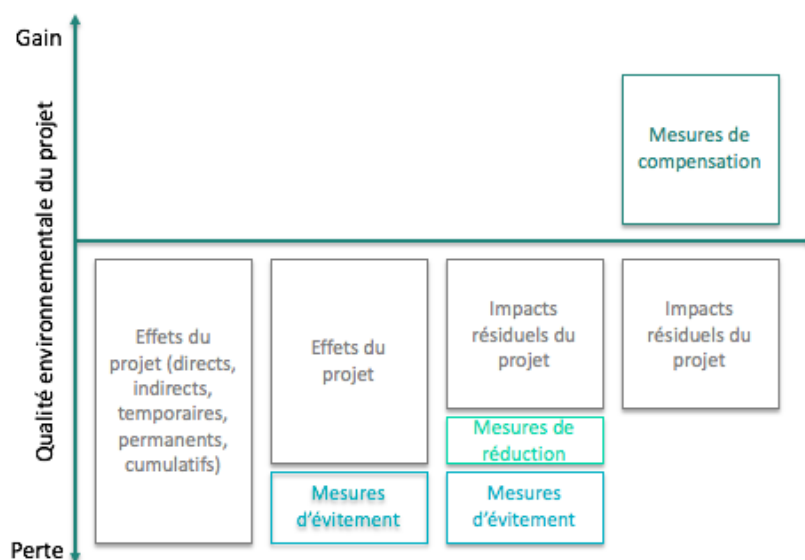 Gain
Qualité environnementale du projet
Perte
Mesures de
compensation
Effets du
projet (directs,
indirects,
temporaires,
permanents,
cumulatifs)
Effets du
projet
Impacts
résiduels du
projet
Impacts
résiduels du
projet
Mesures de
réduction
Mesures
d'évitement
Mesures
d'évitement